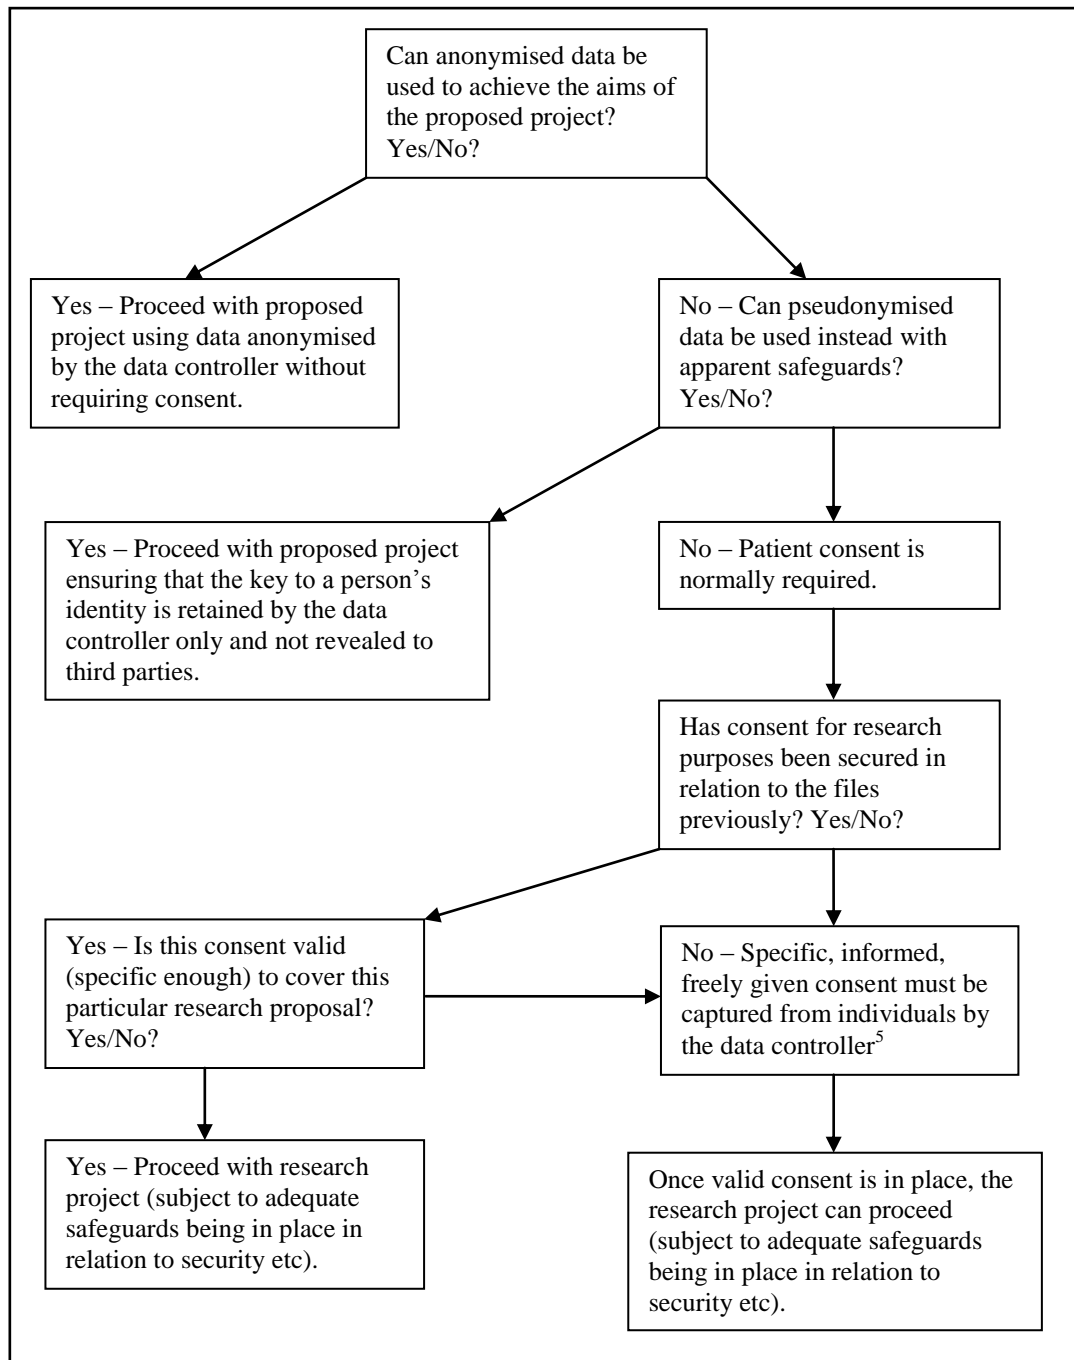 Can anonymised data be
used to achieve the aims of
the proposed project?
Yes/No?
Yes – Proceed with proposed
project using data anonymised
by the data controller without
requiring consent.
No – Can pseudonymised
data be used instead with
apparent safeguards?
Yes/No?
Yes – Proceed with proposed project
ensuring that the key to a person’s
identity is retained by the data
controller only and not revealed to
third parties.
No – Patient consent is
normally required.
Has consent for research
purposes been secured in
relation to the files
previously? Yes/No?
Yes – Is this consent valid
(specific enough) to cover this
particular research proposal?
Yes/No?
No – Specific, informed,
freely given consent must be
captured from individuals by
the data controller⁵
Yes – Proceed with research
project (subject to adequate
safeguards being in place in
relation to security etc).
Once valid consent is in place, the
research project can proceed
(subject to adequate safeguards
being in place in relation to
security etc).